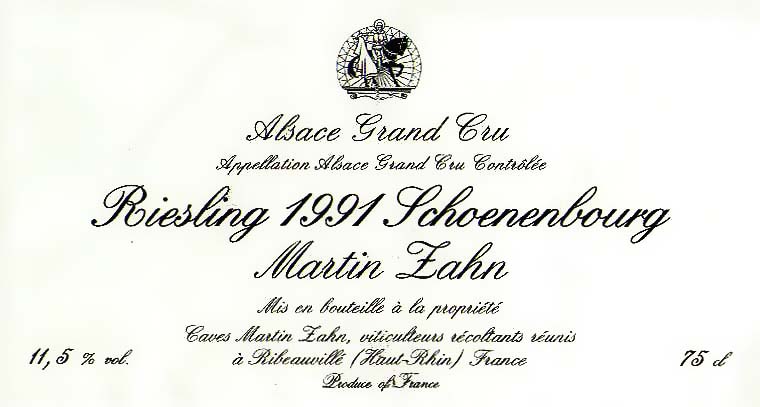 Alsace Grand Cru
Appellation Alsace Grand Cru Contrôlée
Riesling 1991 Schoenenbourg
Martin Zahn
Mis en bouteille à la propriété
Caves Martin Zahn, viticulteurs récoltants réunis
11,5 % vol. à Ribeauvillé (Haut-Rhin) France 75 cl
Produce of France